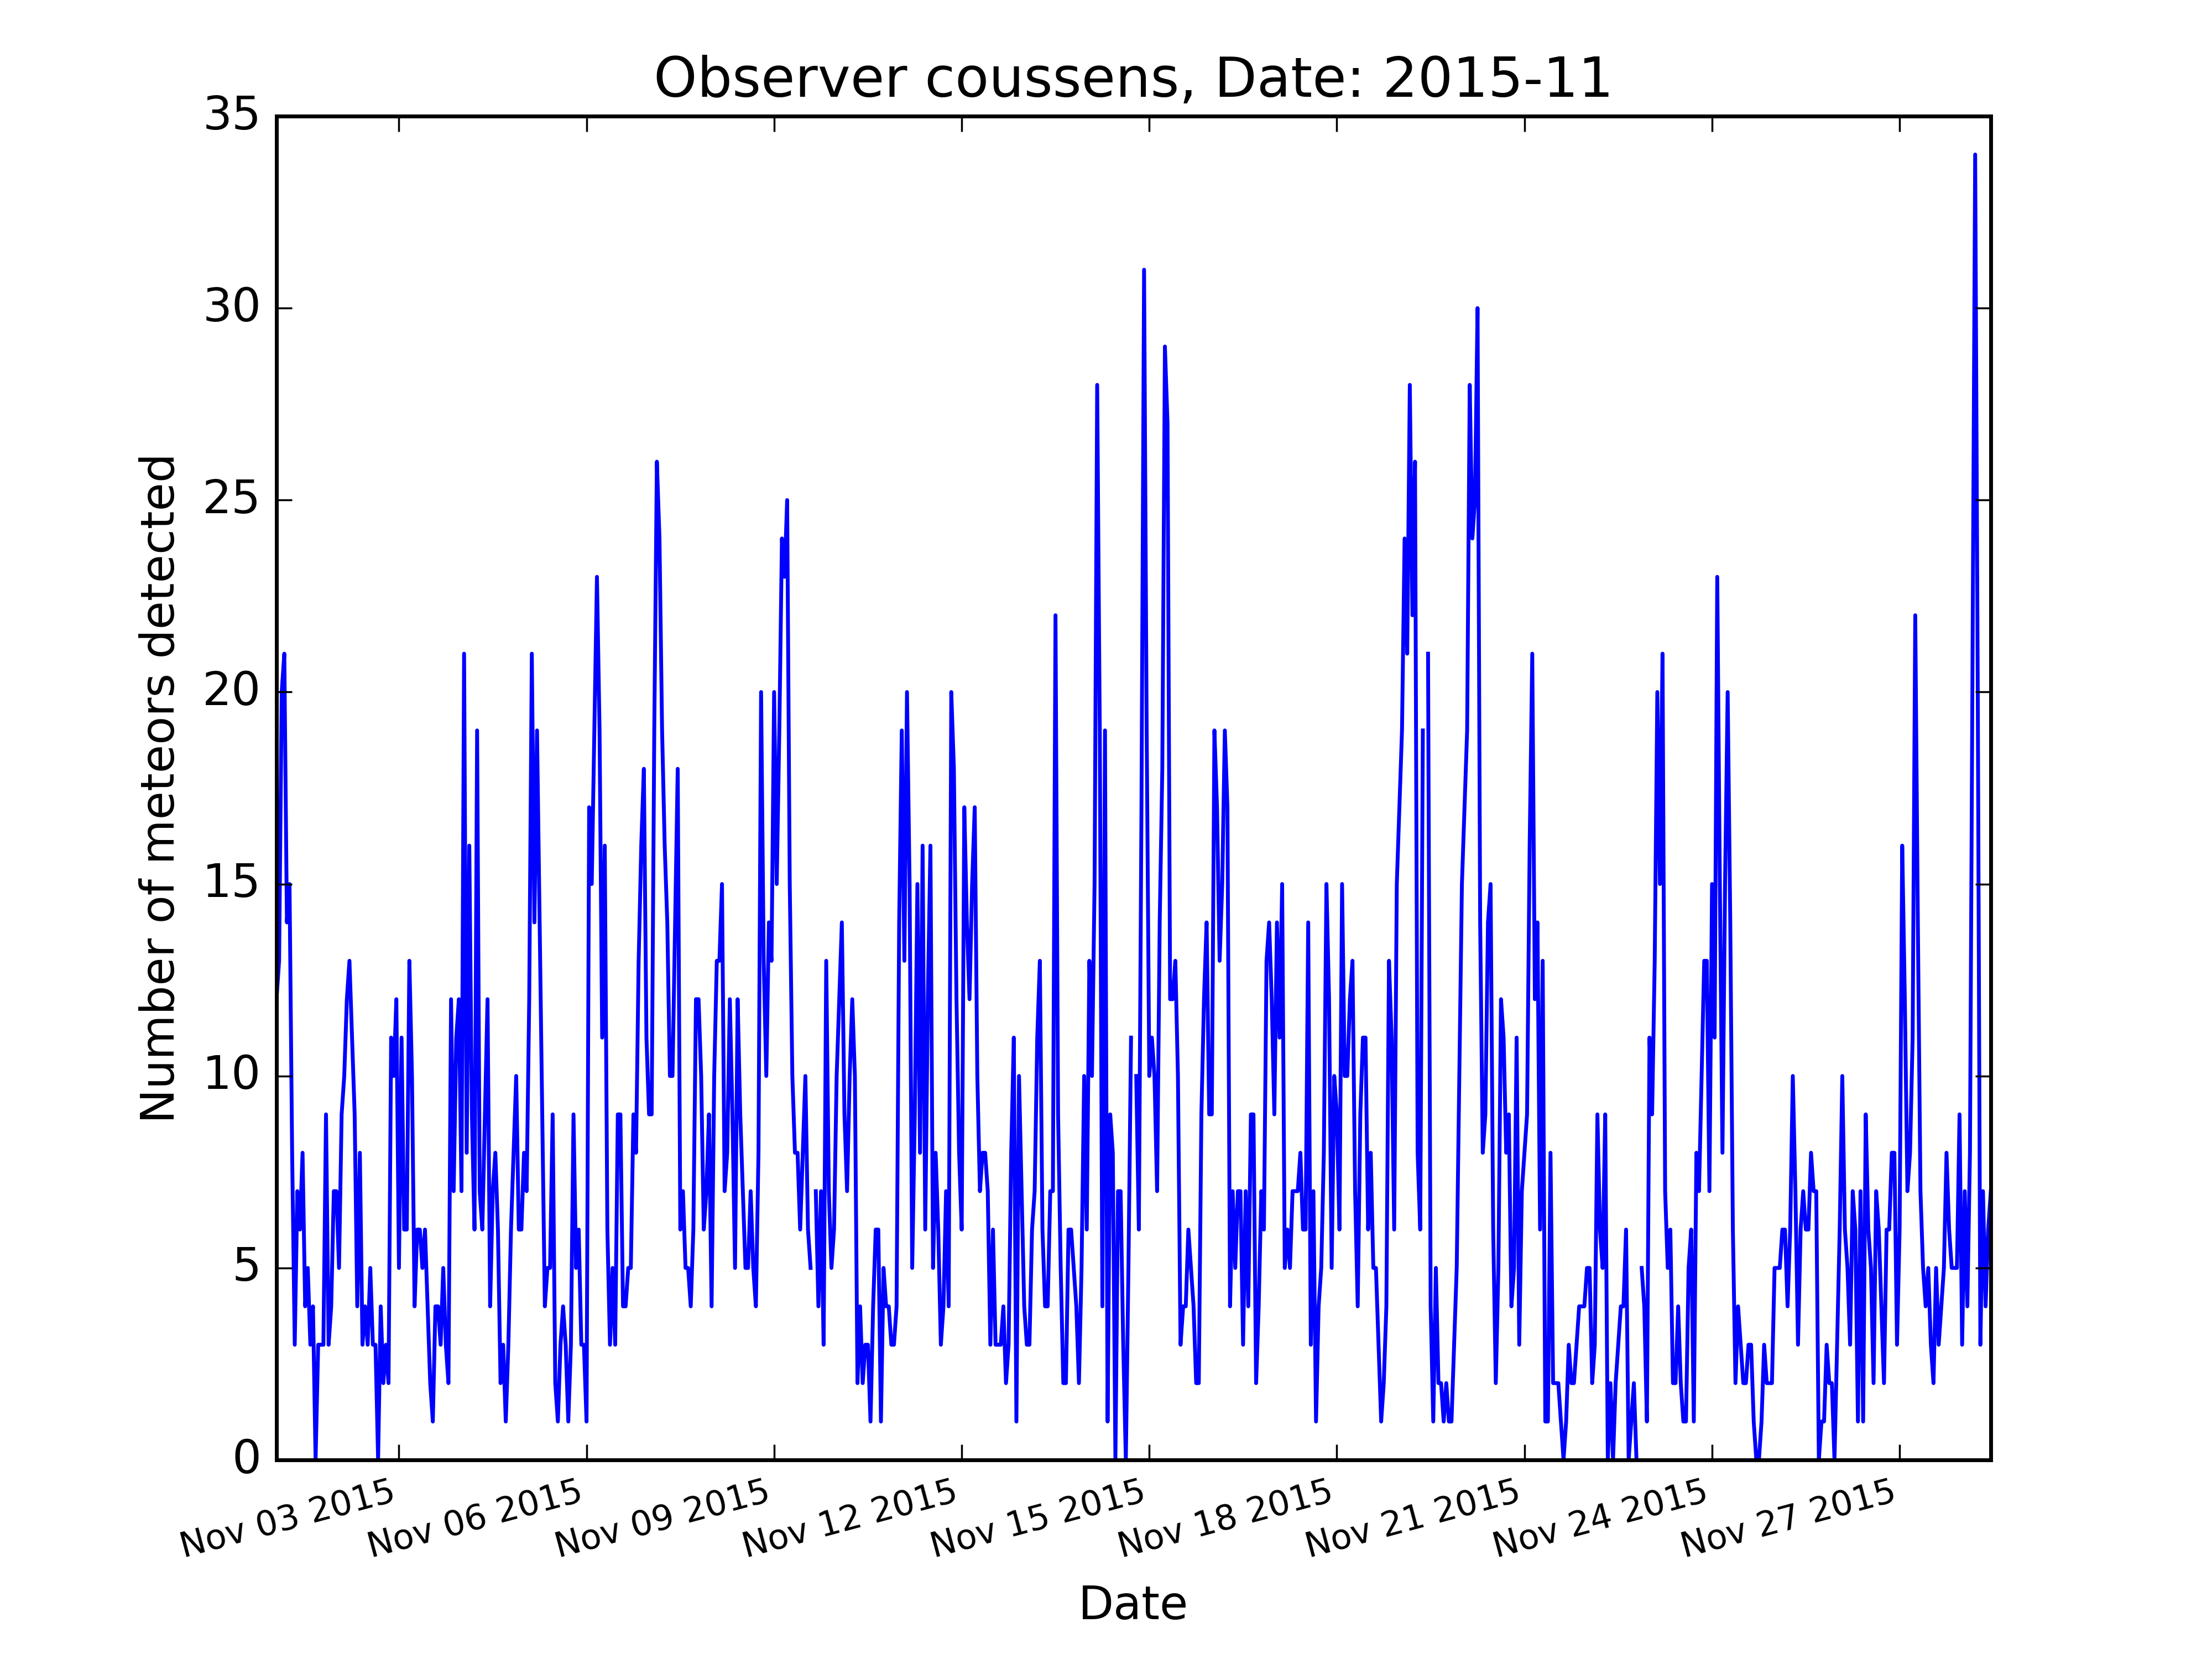 Observer coussens, Date: 2015-11
35
30
25
20
15
10
5
0
Number of meteors detected
Nov 03 2015
Nov 06 2015
Nov 09 2015
Nov 12 2015
Nov 15 2015
Nov 18 2015
Nov 21 2015
Nov 24 2015
Nov 27 2015
Date